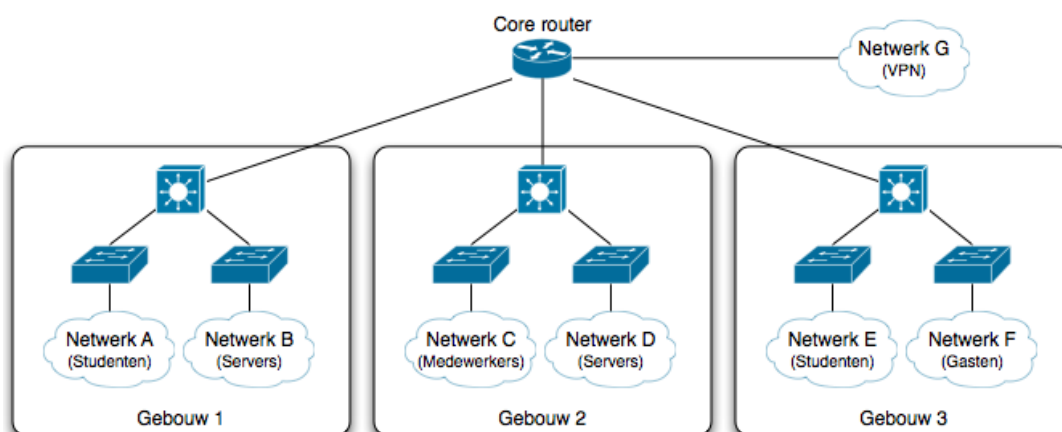 Core router
Netwerk G
(VPN)
Netwerk A
(Studenten)
Netwerk B
(Servers)
Gebouw 1
Netwerk C
(Medewerkers)
Netwerk D
(Servers)
Gebouw 2
Netwerk E
(Studenten)
Netwerk F
(Gasten)
Gebouw 3